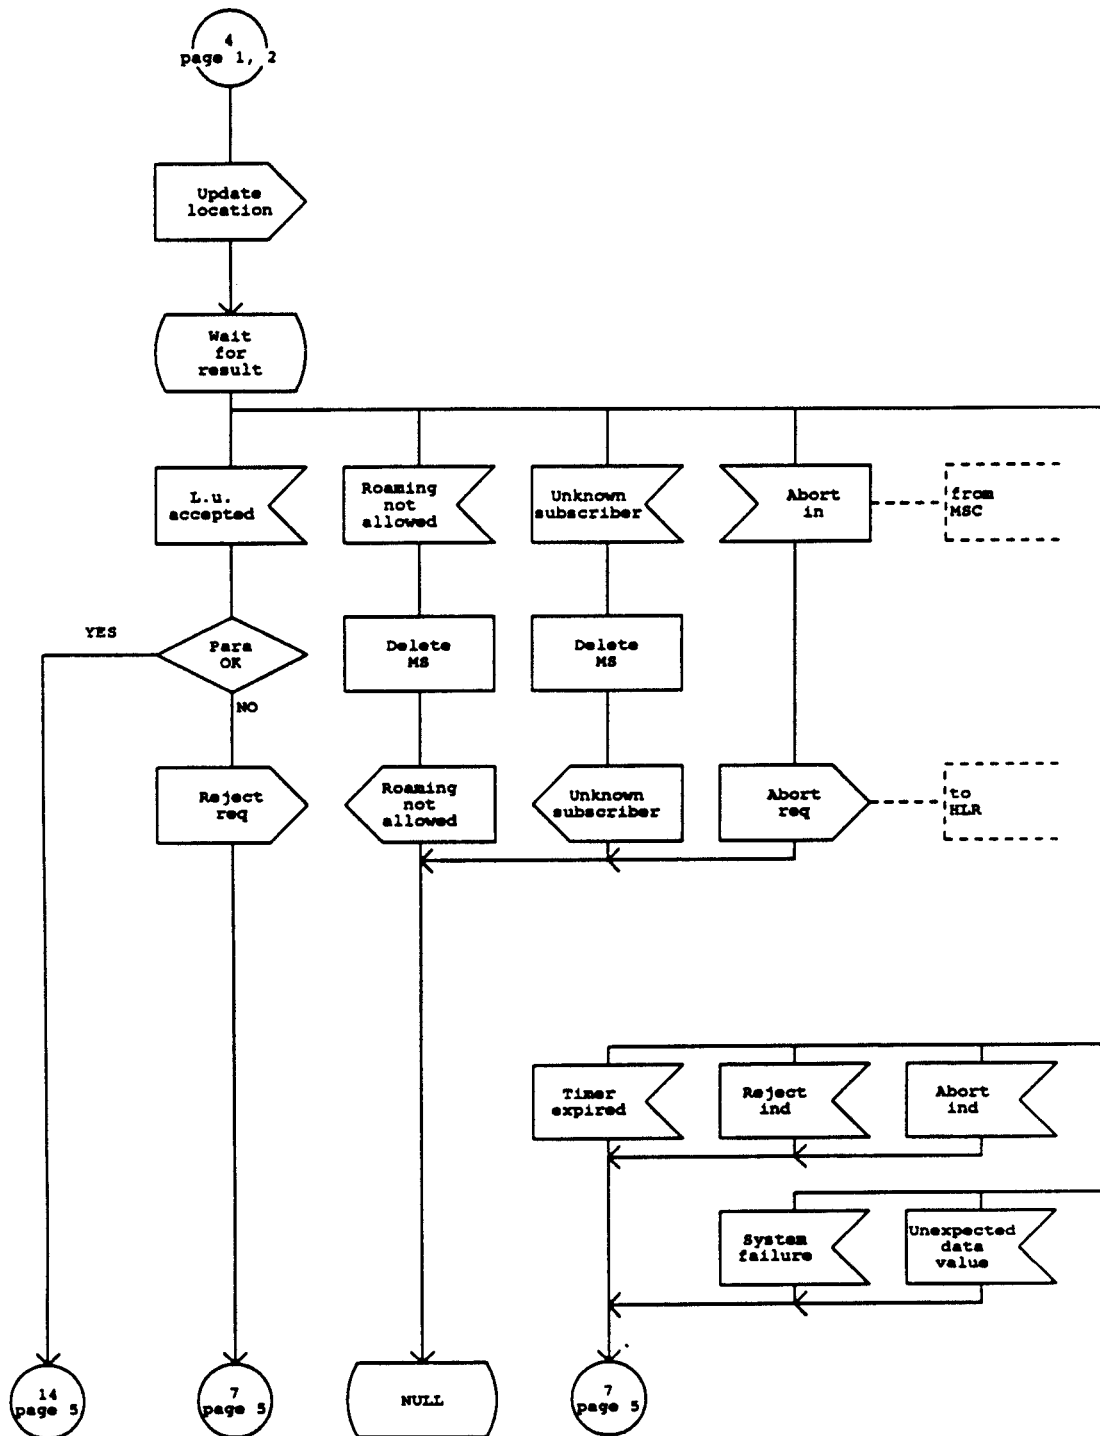 4
page 1, 2
Update
location
Wait
for
result
L.u.
accepted
Roaming
not
allowed
Unknown
subscriber
Abort
in
from
MSC
YES
Para
OK
NO
Delete
MS
Delete
MS
Reject
req
Roaming
not
allowed
Unknown
subscriber
Abort
req
to
HLR
Timer
expired
Reject
ind
Abort
ind
System
failure
Unexpected
data
value
14
page 5
7
page 5
NULL
7
page 5